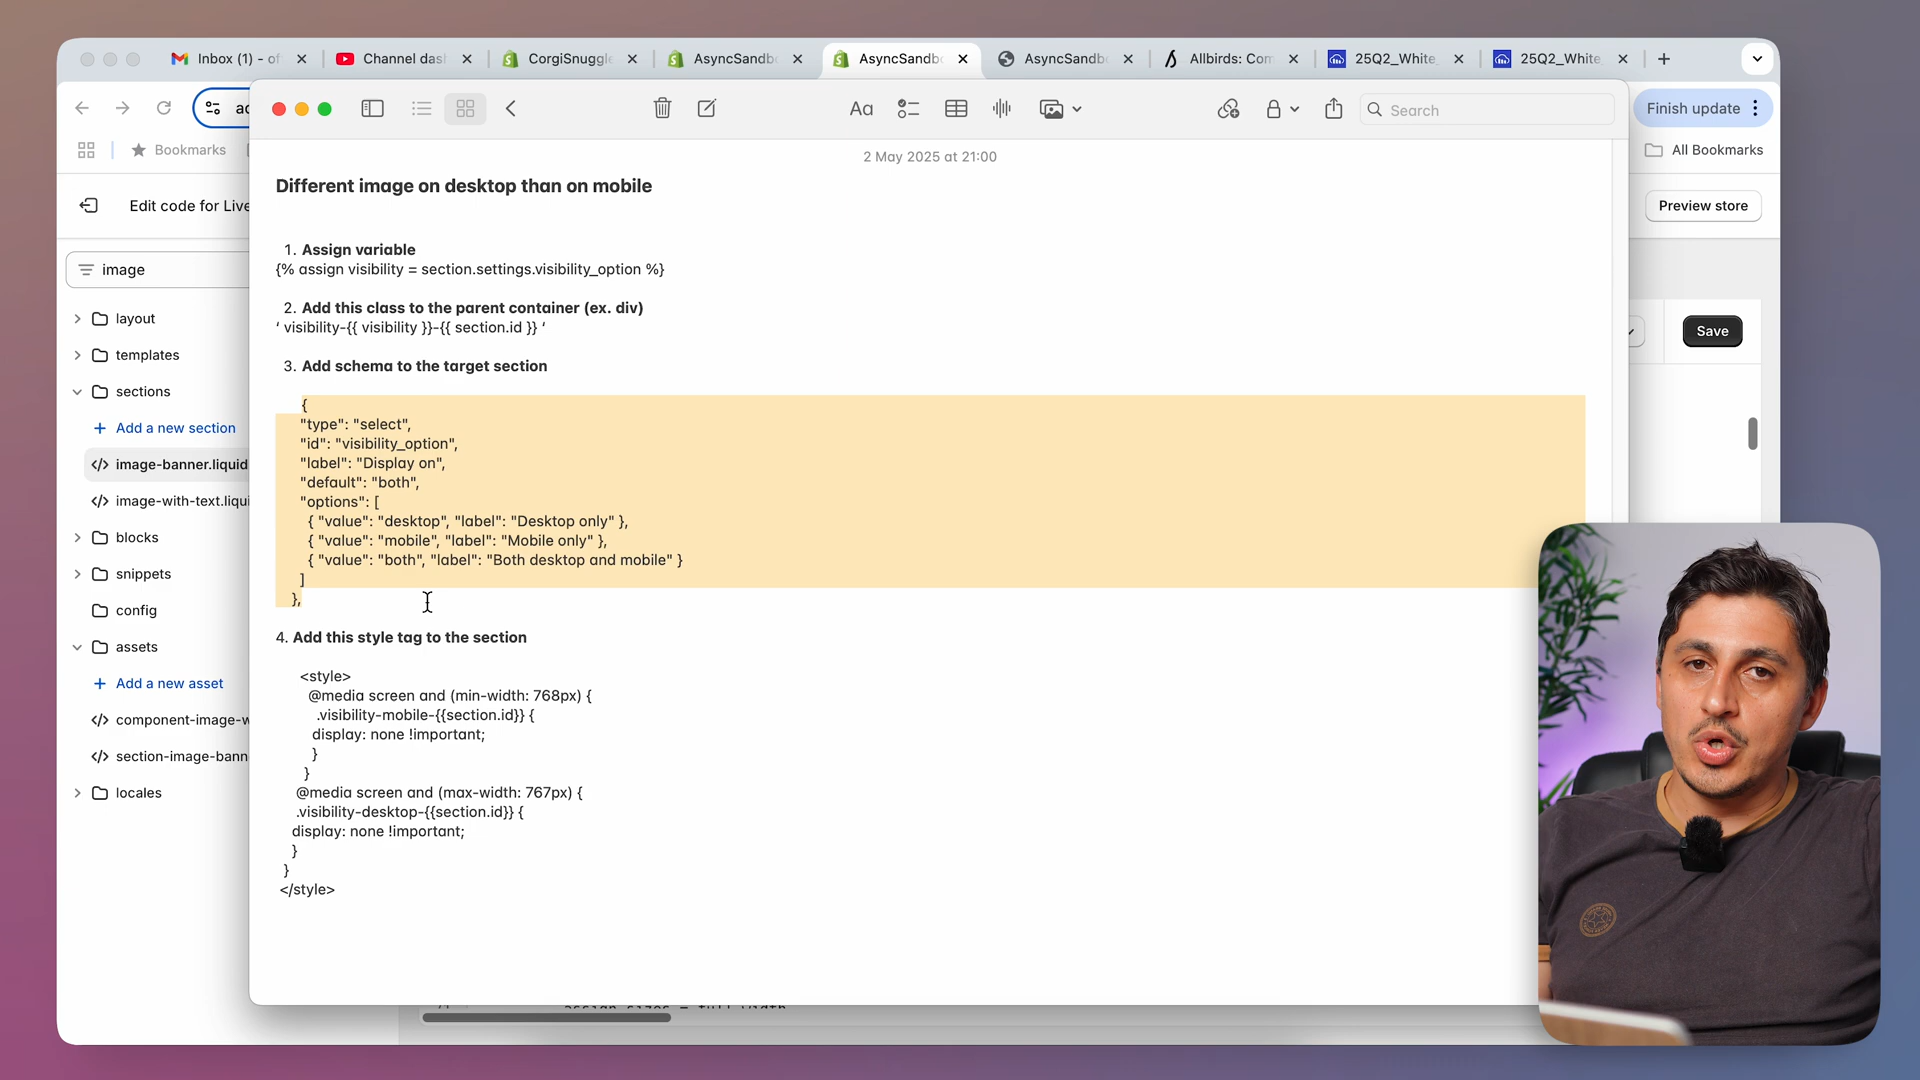 Inbox (1) - of
Channel das
CorgiSnuggl
AsyncSandb
AsyncSandb
AsyncSandb
Allbirds: Com
25Q2_White
25Q2_White
Finish update
Search
Bookmarks
All Bookmarks
Edit code for Live
Preview store
image
Save
layout
templates
sections
Add a new section
image-banner.liquid
image-with-text.liqui
blocks
snippets
config
assets
Add a new asset
component-image-w
section-image-bann
locales
2 May 2025 at 21:00
Different image on desktop than on mobile
1. Assign variable
{% assign visibility = section.settings.visibility_option %}
2. Add this class to the parent container (ex. div)
‘ visibility-{{ visibility }}-{{ section.id }} ‘
3. Add schema to the target section
{
"type": "select",
"id": "visibility_option",
"label": "Display on",
"default": "both",
"options": [
{ "value": "desktop", "label": "Desktop only" },
{ "value": "mobile", "label": "Mobile only" },
{ "value": "both", "label": "Both desktop and mobile" }
]
},
4. Add this style tag to the section
<style>
@media screen and (min-width: 768px) {
.visibility-mobile-{{section.id}} {
display: none !important;
}
}
@media screen and (max-width: 767px) {
.visibility-desktop-{{section.id}} {
display: none !important;
}
}
</style>